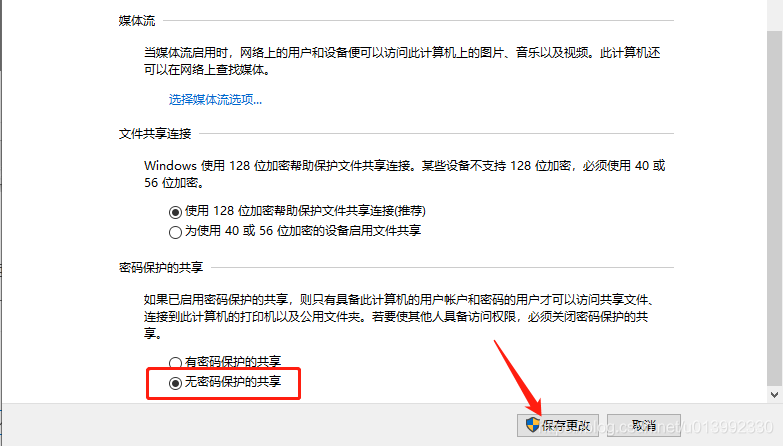 媒体流
当媒体流启用时，网络上的用户和设备便可以访问此计算机上的图片、音乐以及视频。此计算机还
可以在网络上查找媒体。
选择媒体流选项...
文件共享连接
Windows 使用 128 位加密帮助保护文件共享连接。某些设备不支持 128 位加密，必须使用 40 或
56 位加密。
使用 128 位加密帮助保护文件共享连接(推荐)
为使用 40 或 56 位加密的设备启用文件共享
密码保护的共享
如果已启用密码保护的共享，则只有具备此计算机的用户帐户和密码的用户才可以访问共享文件、
连接到此计算机的打印机以及公用文件夹。若要使其他人具备访问权限，必须关闭密码保护的共
享。
有密码保护的共享
无密码保护的共享
保存更改
取消